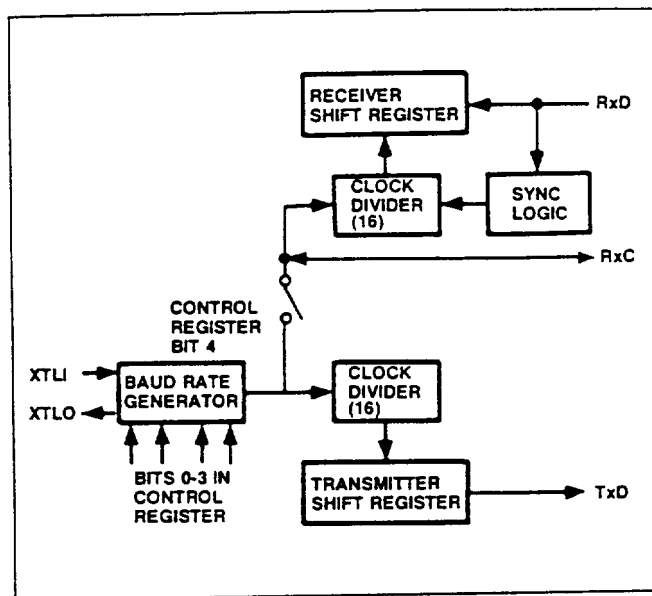 RECEIVER
SHIFT REGISTER
RxD
CLOCK
DIVIDER
(16)
SYNC
LOGIC
RxC
CONTROL
REGISTER
BIT 4
XTLI
XTLO
BAUD RATE
GENERATOR
CLOCK
DIVIDER
(16)
BITS 0-3 IN
CONTROL
REGISTER
TRANSMITTER
SHIFT REGISTER
TxD